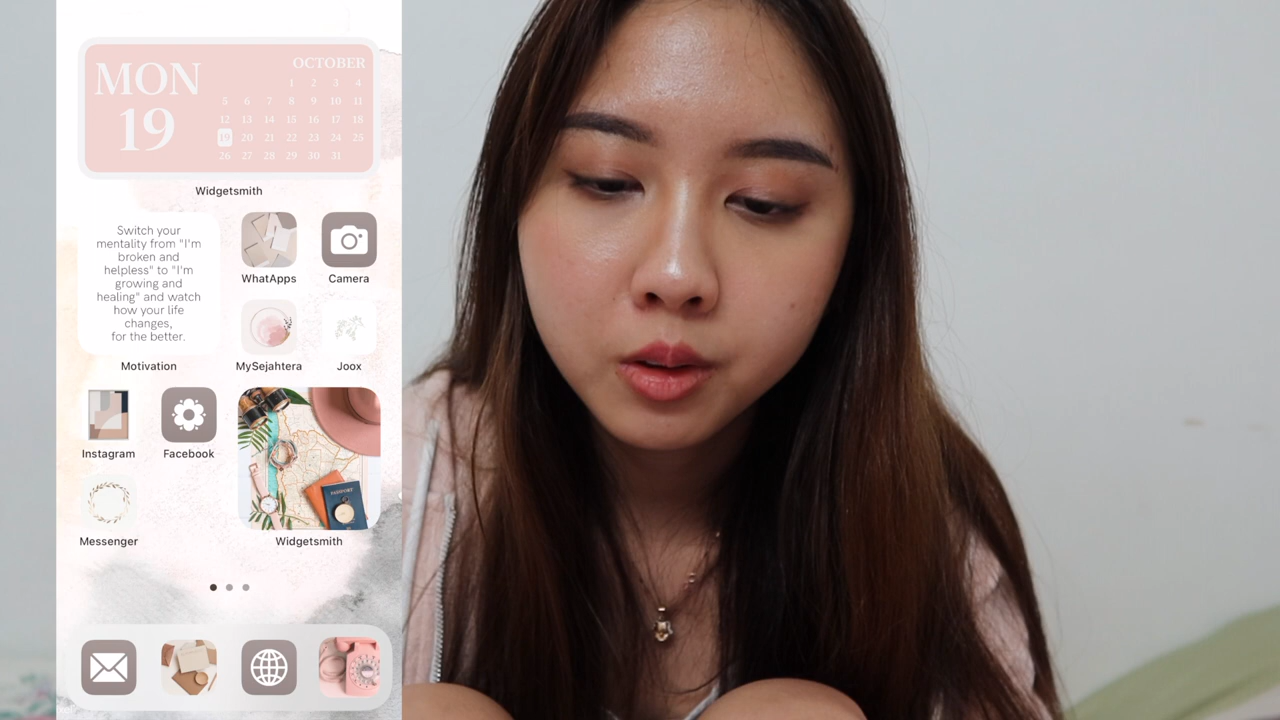 MON
19
OCTOBER
1 2 3 4
5 6 7 8 9 10 11
12 13 14 15 16 17 18
19 20 21 22 23 24 25
26 27 28 29 30 31
Widgetsmith
Switch your
mentality from "I'm
broken and
helpless" to "I'm
growing and
healing" and watch
how your life
changes,
for the better.
Motivation
WhatApps
Camera
MySejahtera
Joox
Instagram
Facebook
PASSPORT
Messenger
Widgetsmith